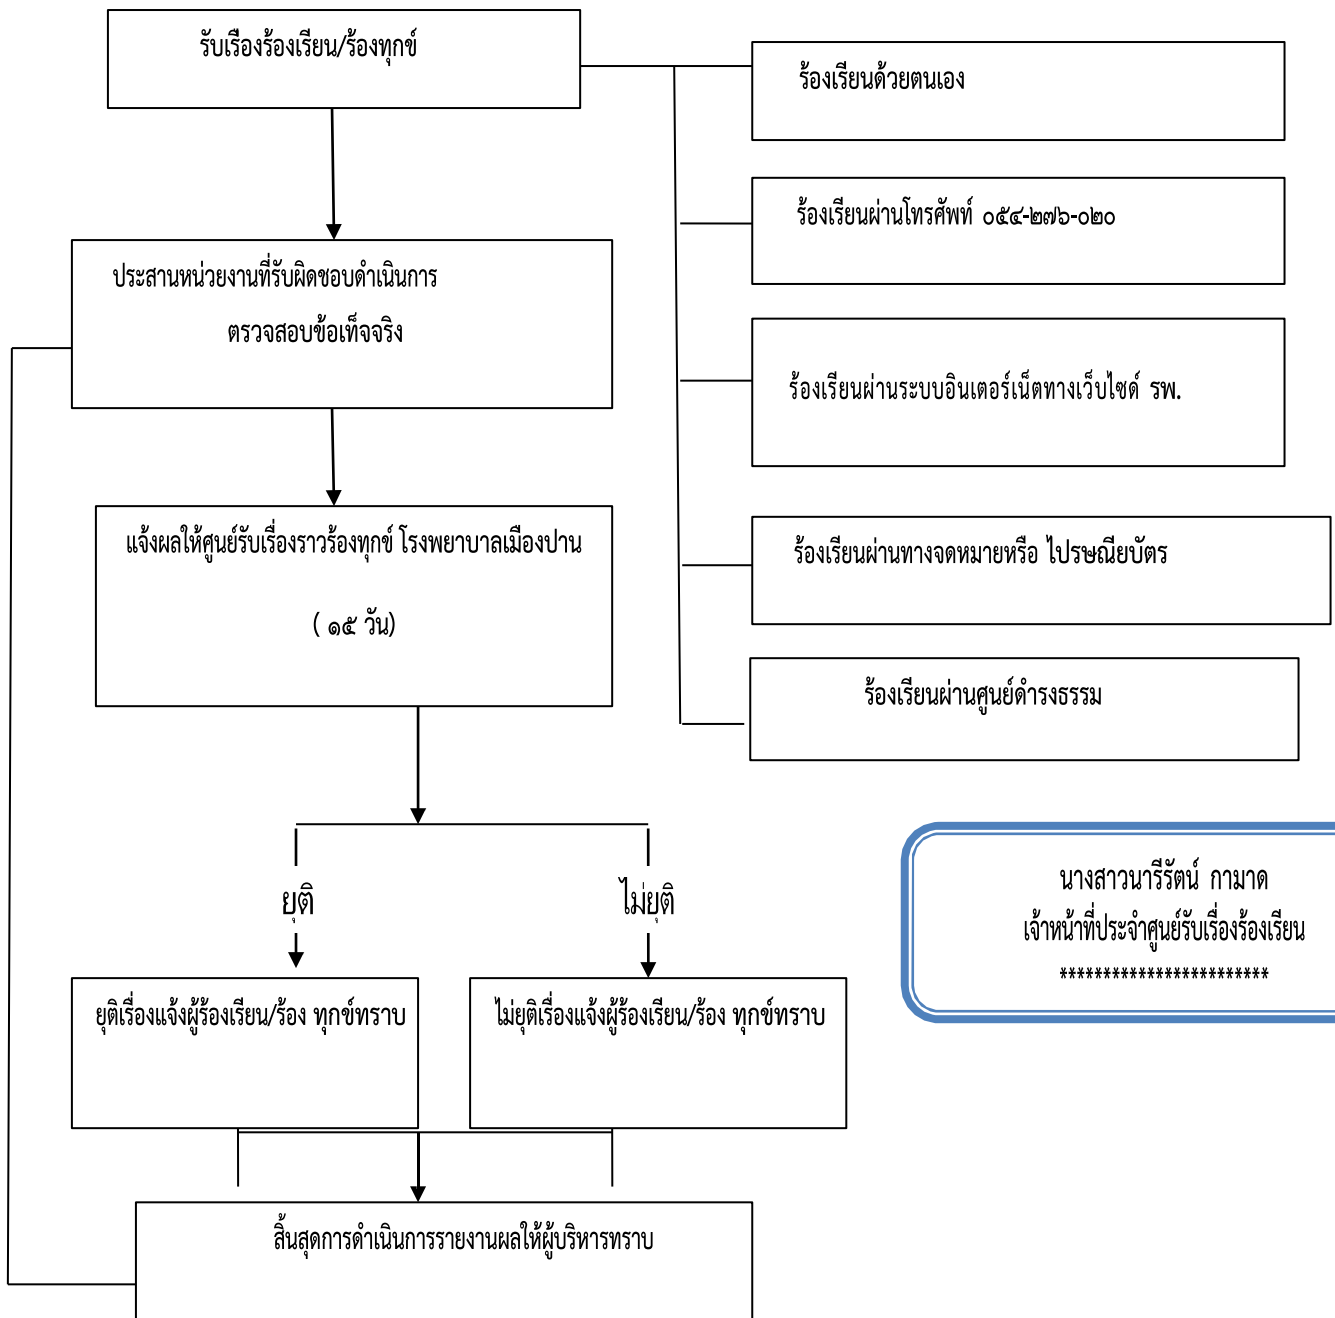 รับเรืองร้องเรียน/ร้องทุกข์
ร้องเรียนด้วยตนเอง
ร้องเรียนผ่านโทรศัพท์ ๐๕๔-๒๗๖-๐๒๐
ประสานหน่วยงานที่รับผิดชอบดำเนินการ
ตรวจสอบข้อเท็จจริง
ร้องเรียนผ่านระบบอินเตอร์เน็ตทางเว็บไซด์ รพ.
แจ้งผลให้ศูนย์รับเรื่องราวร้องทุกข์ โรงพยาบาลเมืองปาน
( ๑๕ วัน)
ร้องเรียนผ่านทางจดหมายหรือ ไปรษณียบัตร
ร้องเรียนผ่านศูนย์ดำรงธรรม
ยุติ
ไม่ยุติ
นางสาวนารีรัตน์ กามาด
เจ้าหน้าที่ประจำศูนย์รับเรื่องร้องเรียน
************************
ยุติเรื่องแจ้งผู้ร้องเรียน/ร้อง ทุกข์ทราบ
ไม่ยุติเรื่องแจ้งผู้ร้องเรียน/ร้อง ทุกข์ทราบ
สิ้นสุดการดำเนินการรายงานผลให้ผู้บริหารทราบ